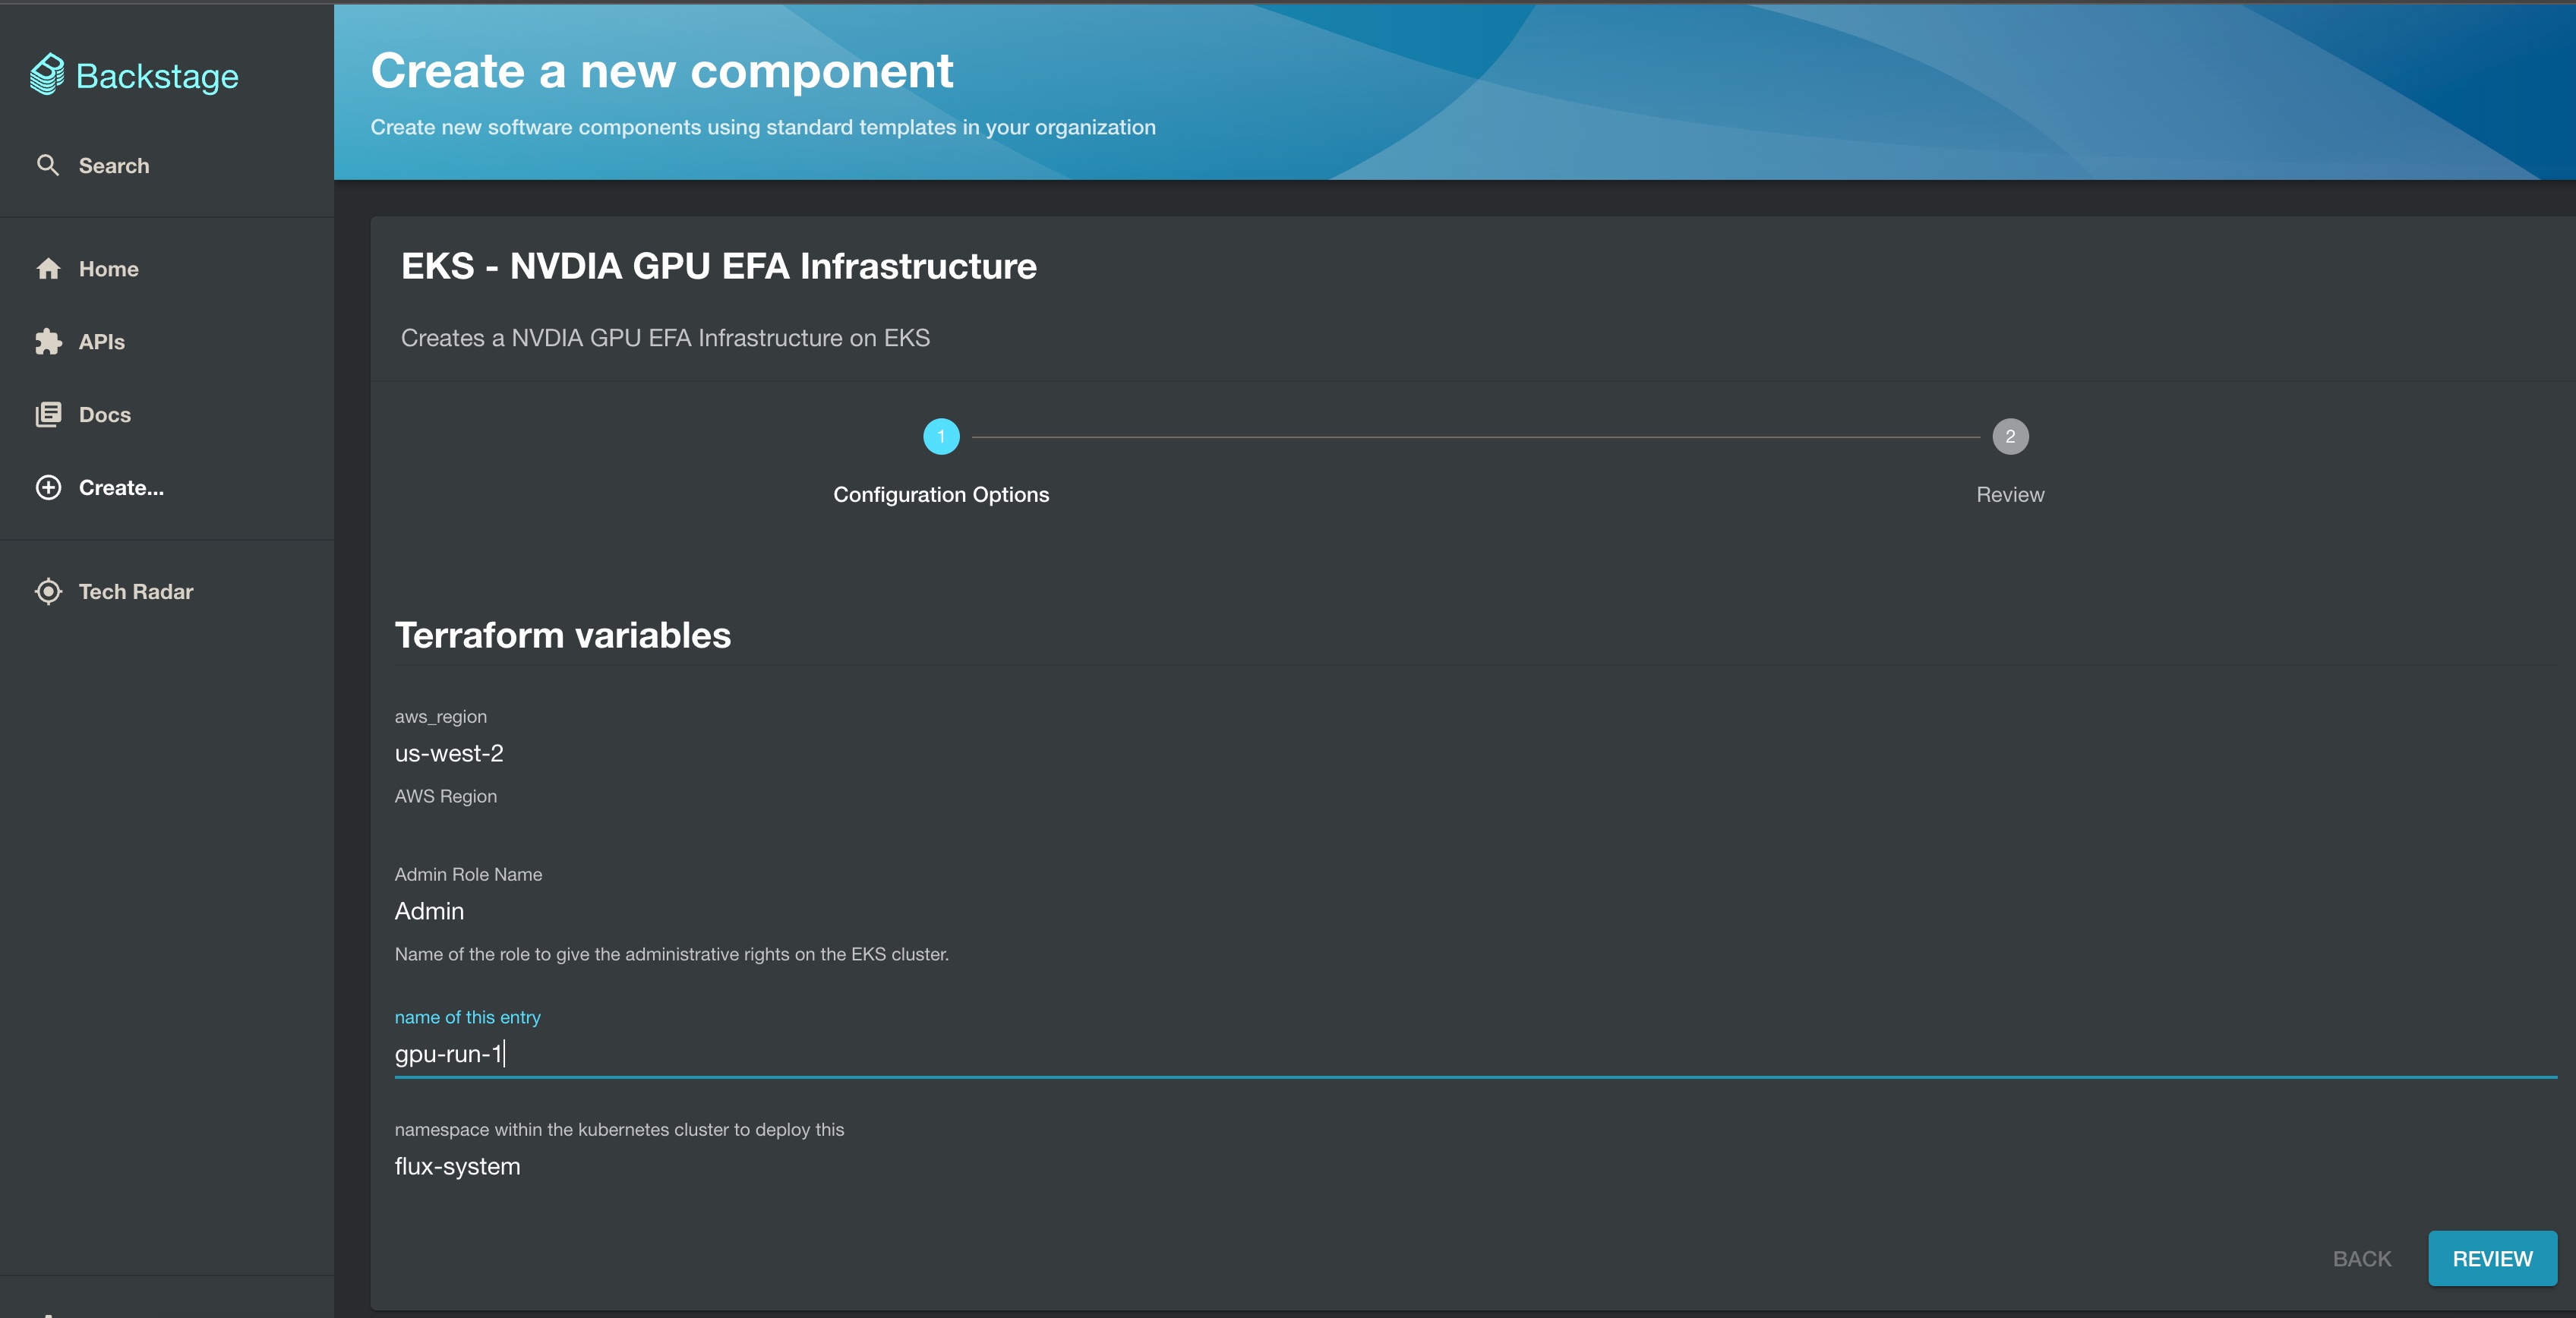 Backstage
Search
Home
APIs
Docs
Create...
Tech Radar
Create a new component
Create new software components using standard templates in your organization
EKS - NVDIA GPU EFA Infrastructure
Creates a NVDIA GPU EFA Infrastructure on EKS
1
2
Configuration Options
Review
Terraform variables
aws_region
us-west-2
AWS Region
Admin Role Name
Admin
Name of the role to give the administrative rights on the EKS cluster.
name of this entry
gpu-run-1
namespace within the kubernetes cluster to deploy this
flux-system
BACK
REVIEW